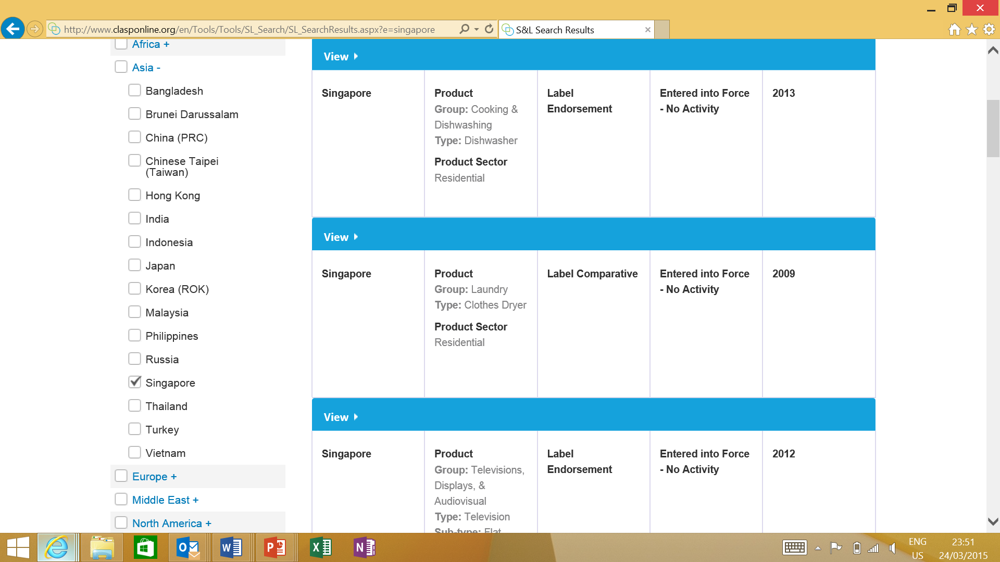 http://www.clasponline.org/en/Tools/Tools/SL_Search/SL_SearchResults.aspx?e=singapore
S&L Search Results
Africa +
Asia -
Bangladesh
Brunei Darussalam
China (PRC)
Chinese Taipei
(Taiwan)
Hong Kong
India
Indonesia
Japan
Korea (ROK)
Malaysia
Philippines
Russia
Singapore
Thailand
Turkey
Vietnam
Europe +
Middle East +
North America +
View
Singapore
Product
Group: Cooking &
Dishwashing
Type: Dishwasher
Product Sector
Residential
Label
Endorsement
Entered into Force
- No Activity
2013
View
Singapore
Product
Group: Laundry
Type: Clothes Dryer
Product Sector
Residential
Label Comparative
Entered into Force
- No Activity
2009
View
Singapore
Product
Group: Televisions,
Displays, &
Audiovisual
Type: Television
Sub-type: Flat
Label
Endorsement
Entered into Force
- No Activity
2012
ENG
US
23:51
24/03/2015